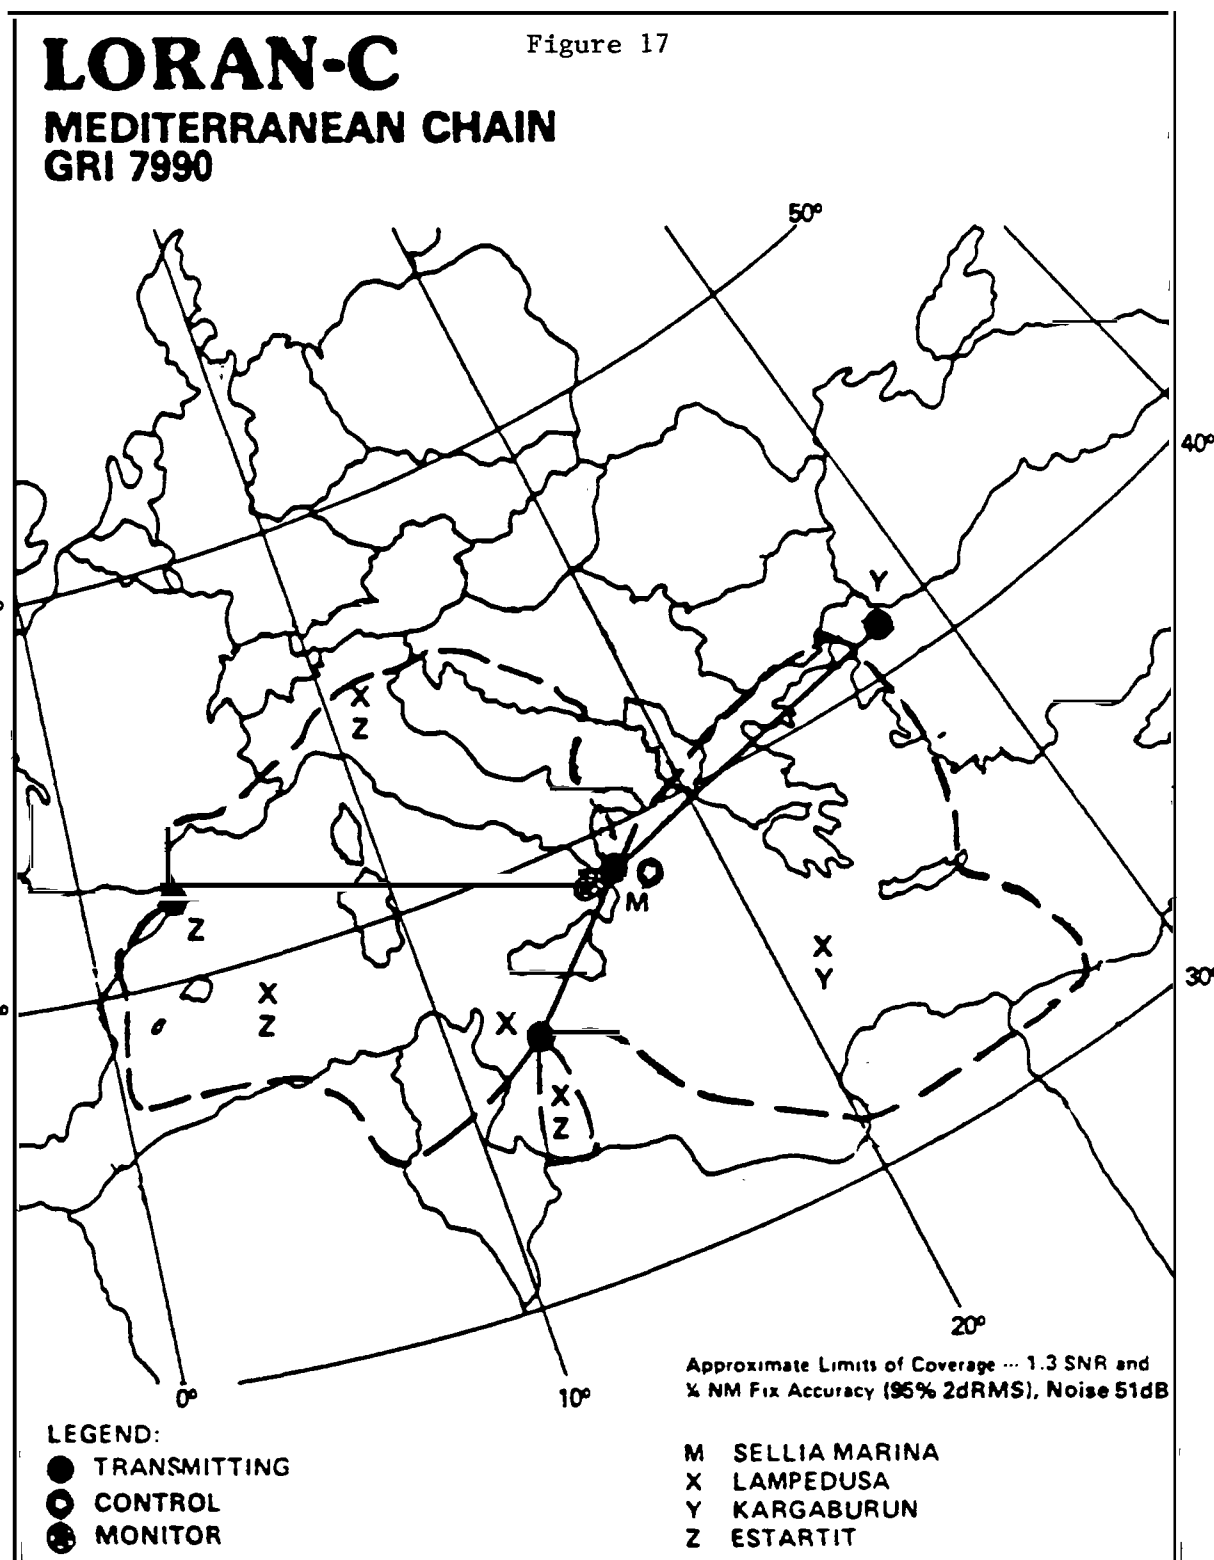 Figure 17
LORAN-C
MEDITERRANEAN CHAIN
GRI 7990
50°
40°
Y
X
Z
M
Z
X
Y
30°
X
Z
X
X
Z
20°
0°
10°
Approximate Limits of Coverage --- 1.3 SNR and
¼ NM Fix Accuracy (95% 2dRMS), Noise 51dB
LEGEND:
TRANSMITTING
CONTROL
MONITOR
M SELLIA MARINA
X LAMPEDUSA
Y KARGABURUN
Z ESTARTIT